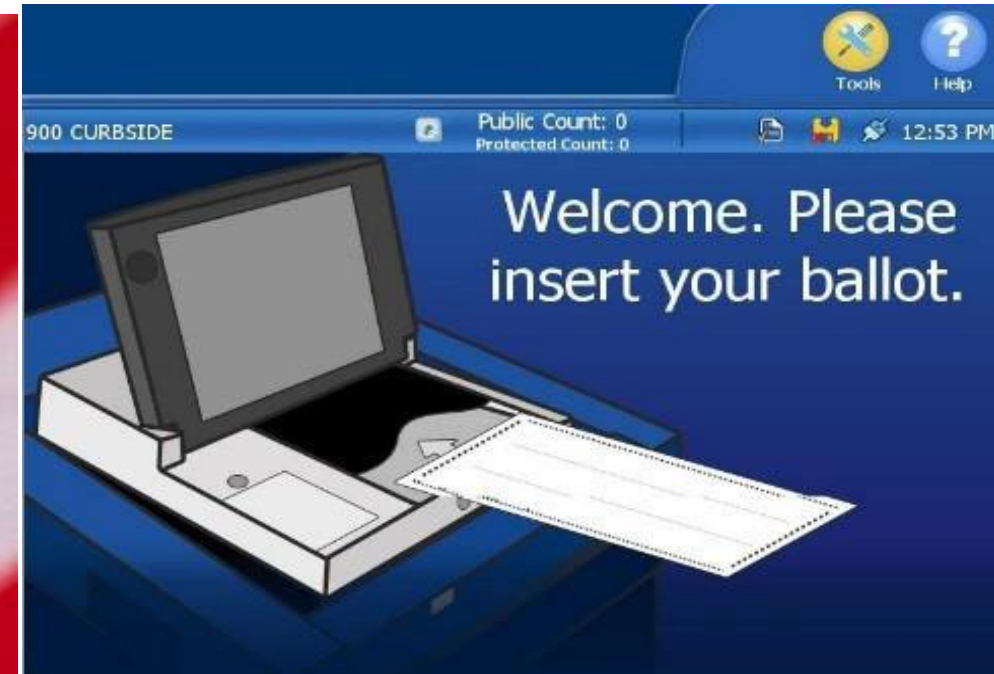 Tools
Help
900 CURBSIDE
Public Count: 0
Protected Count: 0
12:53 PM
Welcome. Please
insert your ballot.